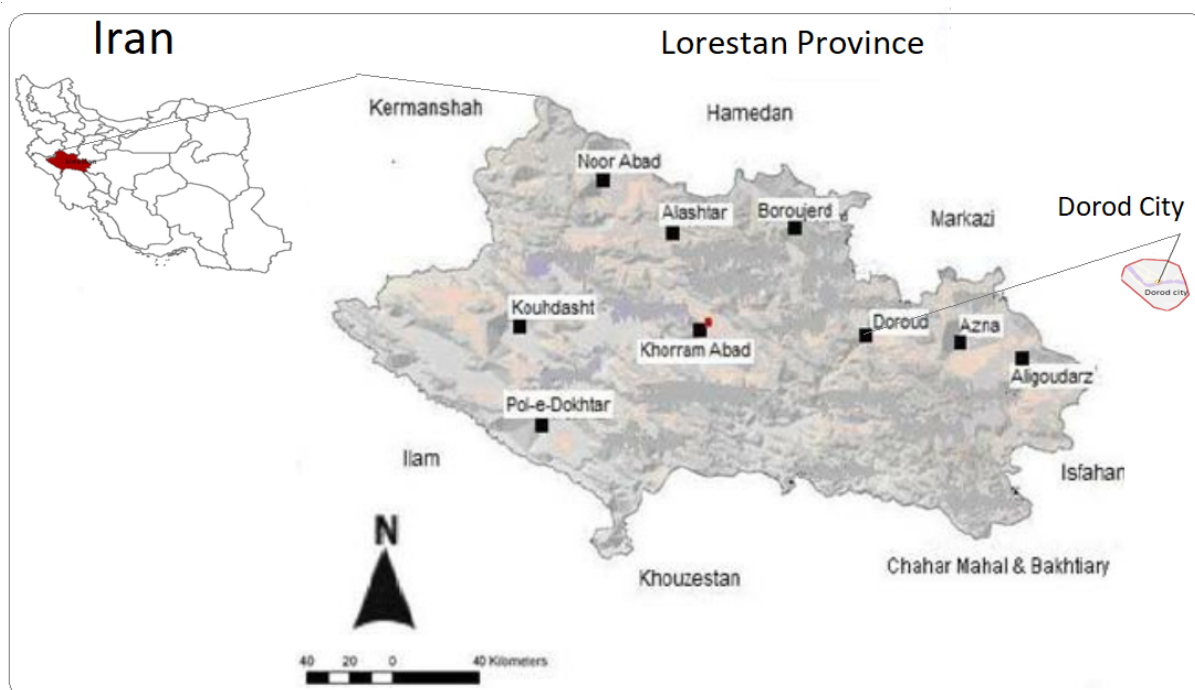 Iran
Lorestan Province
Kermanshah
Hamedan
Noor Abad
Alashtar
Boroujerd
Markazi
Dorod City
Dorod city
Kouhdasht
Khorram Abad
Doroud
Azna
Aligoudarz
Pol-e-Dokhtar
Ilam
Isfahan
N
Khouzestan
Chahar Mahal & Bakhtiary
40 20 0 40 Kilometers